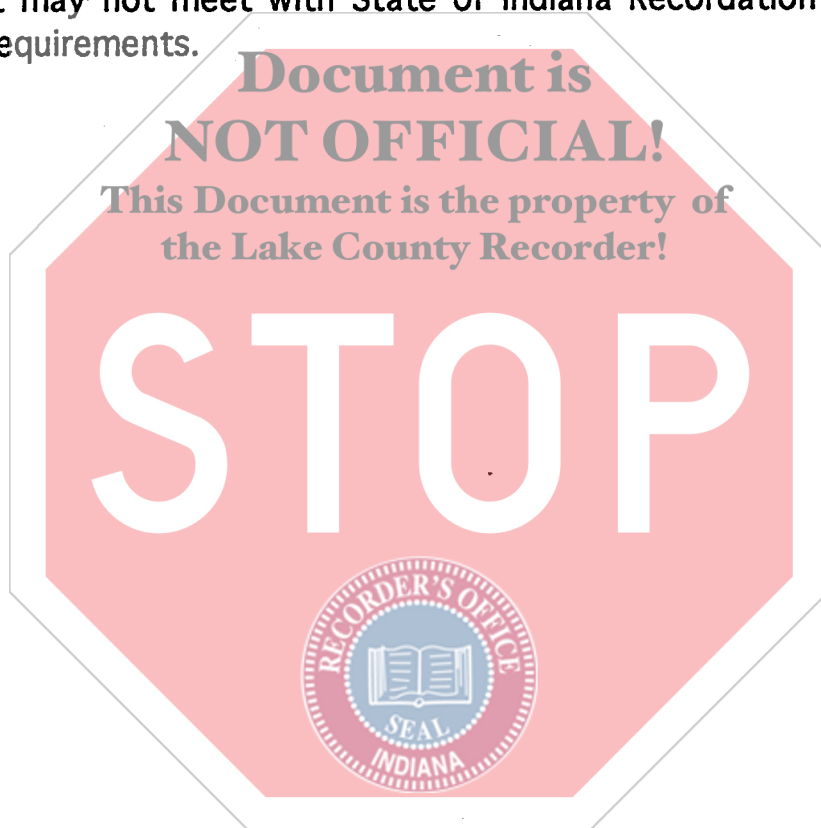 may not meet with State of Indiana Recordation
equirements.
Document is
NOT OFFICIAL!
This Document is the property of
the Lake County Recorder!
STOP
RECORDER'S OFFICE
SEAL
INDIANA